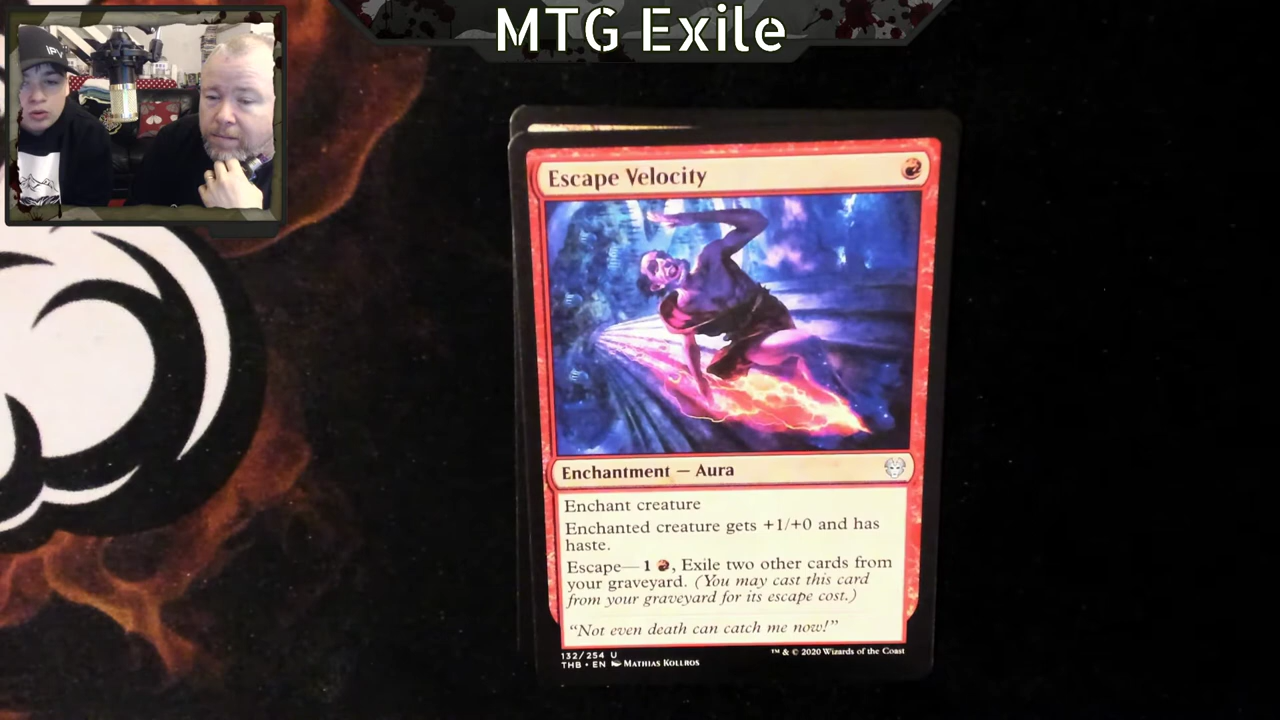 MTG Exile
IPV
Escape Velocity
Enchantment — Aura
Enchant creature
Enchanted creature gets +1/+0 and has
haste.
Escape—1 , Exile two other cards from
your graveyard. (You may cast this card
from your graveyard for its escape cost.)
“Not even death can catch me now!”
132/254 U
™ & © 2020 Wizards of the Coast
THB • EN Mathias Kollros